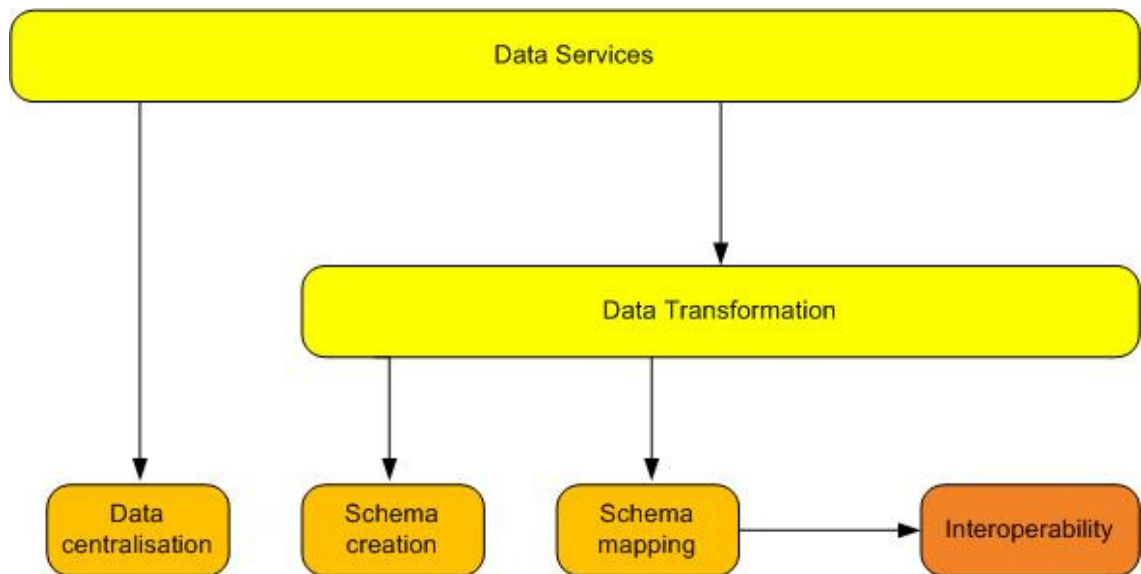 Data Services
Data Transformation
Data
centralisation
Schema
creation
Schema
mapping
Interoperability